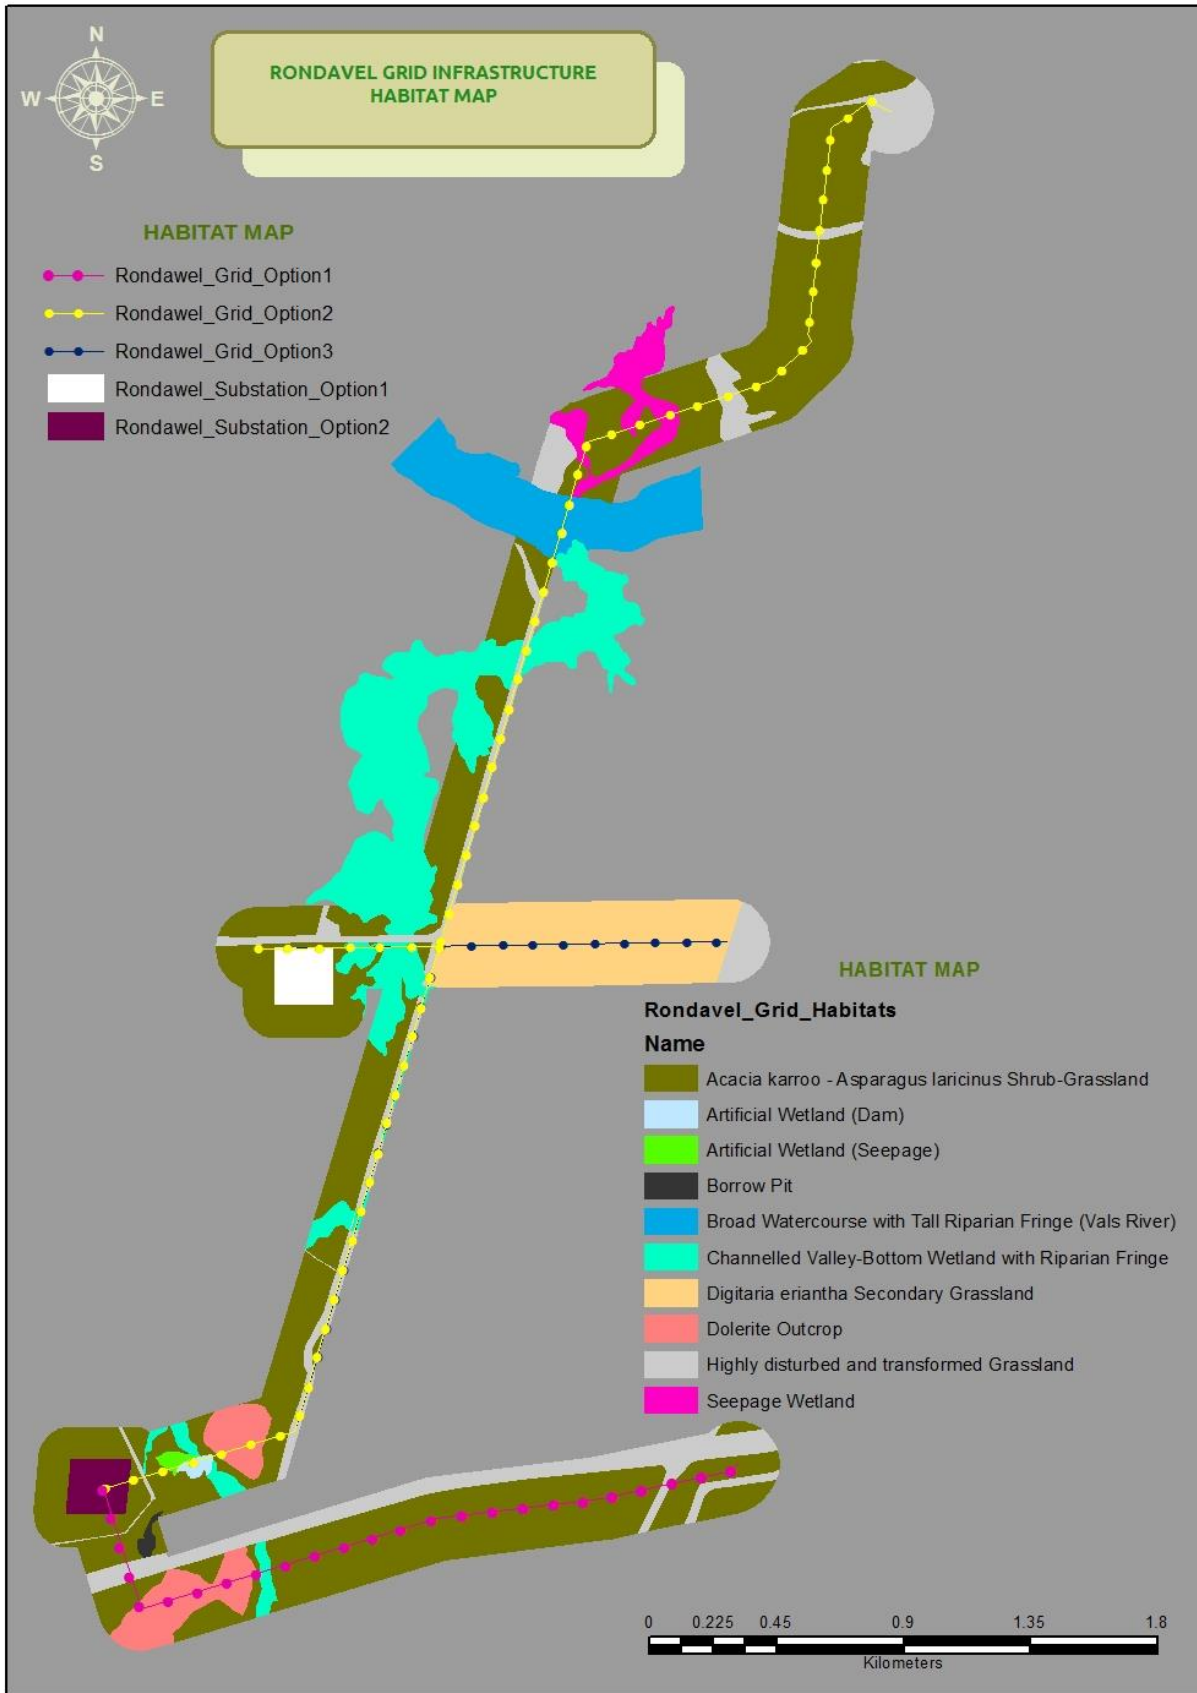 N
W
E
S
RONDAVEL GRID INFRASTRUCTURE
HABITAT MAP
HABITAT MAP
Rondawel_Grid_Option1
Rondawel_Grid_Option2
Rondawel_Grid_Option3
Rondawel_Substation_Option1
Rondawel_Substation_Option2
HABITAT MAP
Rondavel_Grid_Habitats
Name
Acacia karroo - Asparagus laricinus Shrub-Grassland
Artificial Wetland (Dam)
Artificial Wetland (Seepage)
Borrow Pit
Broad Watercourse with Tall Riparian Fringe (Vals River)
Channelled Valley-Bottom Wetland with Riparian Fringe
Digitaria eriantha Secondary Grassland
Dolerite Outcrop
Highly disturbed and transformed Grassland
Seepage Wetland
0 0.225 0.45 0.9 1.35 1.8
Kilometers